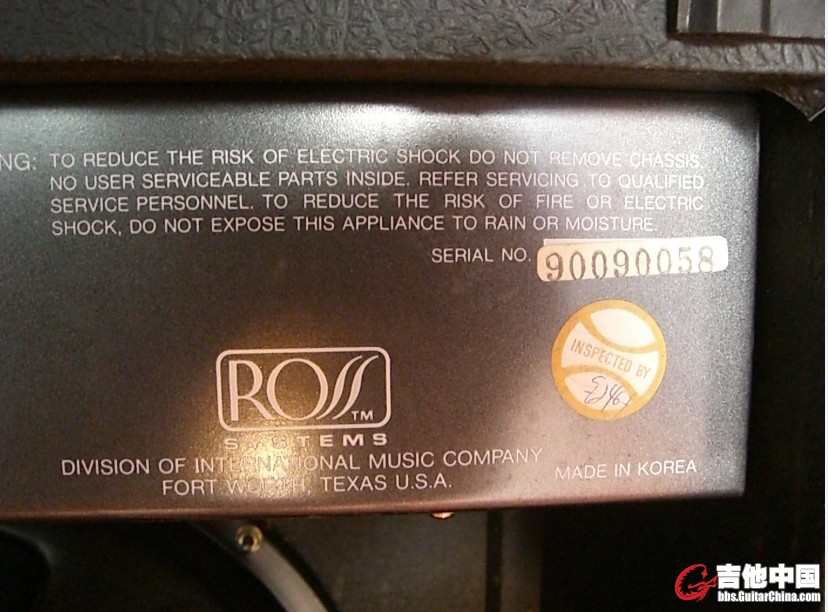 NG: TO REDUCE THE RISK OF ELECTRIC SHOCK DO NOT REMOVE CHASSIS.
NO USER SERVICEABLE PARTS INSIDE. REFER SERVICING TO QUALIFIED
SERVICE PERSONNEL. TO REDUCE THE RISK OF FIRE OR ELECTRIC
SHOCK, DO NOT EXPOSE THIS APPLIANCE TO RAIN OR MOISTURE.
SERIAL NO. 90090058
INSPECTED BY
ROSS TM
SYSTEMS
DIVISION OF INTERNATIONAL MUSIC COMPANY
FORT WORTH, TEXAS U.S.A.
MADE IN KOREA
吉他中国
bbs.GuitarChina.com